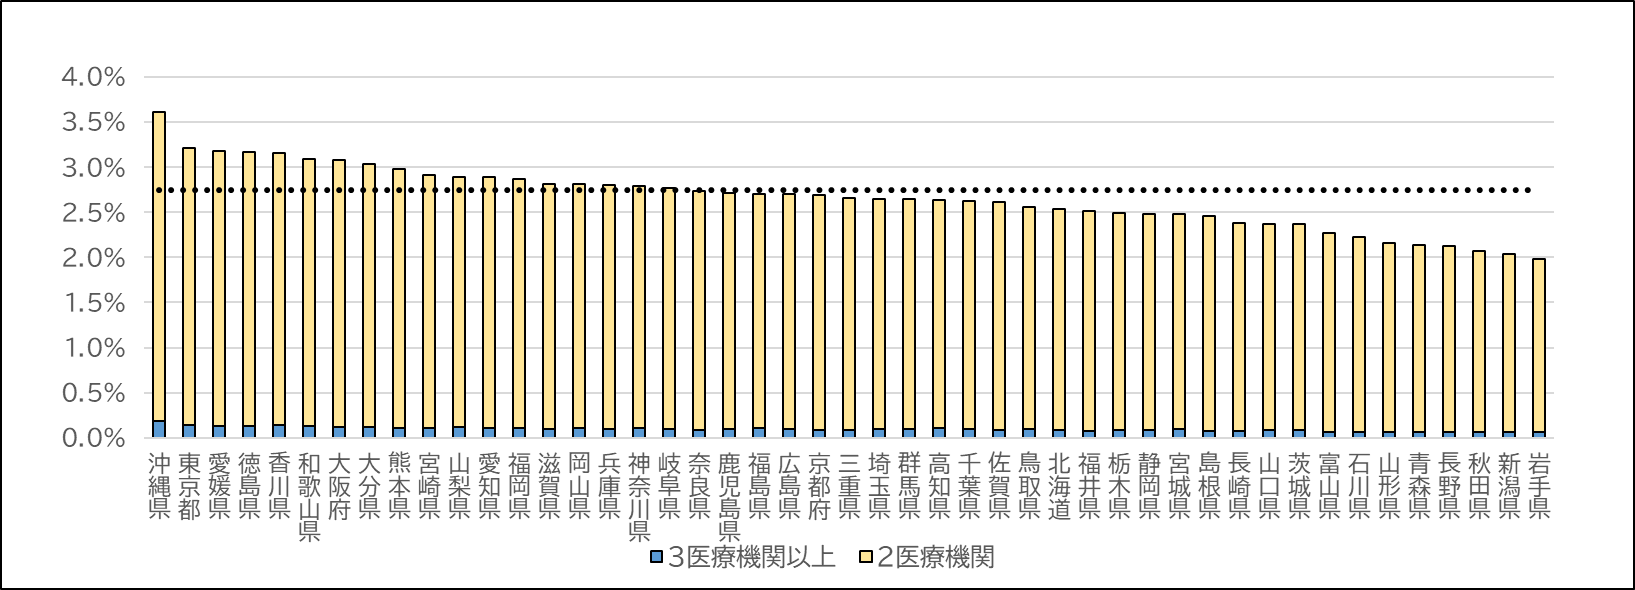 4.0%
3.5%
3.0%
2.5%
2.0%
1.5%
1.0%
0.5%
0.0%
沖縄県
東京都
愛媛県
徳島県
香川県
和歌山県
大阪府
大分県
熊本県
宮崎県
山梨県
愛知県
福岡県
滋賀県
岡山県
兵庫県
神奈川県
岐阜県
奈良県
鹿児島県
福島県
広島県
京都府
三重県
埼玉県
群馬県
高知県
千葉県
佐賀県
鳥取県
北海道
福井県
栃木県
静岡県
宮城県
島根県
長崎県
山口県
茨城県
富山県
石川県
山形県
青森県
長野県
秋田県
新潟県
岩手県
3医療機関以上 2医療機関